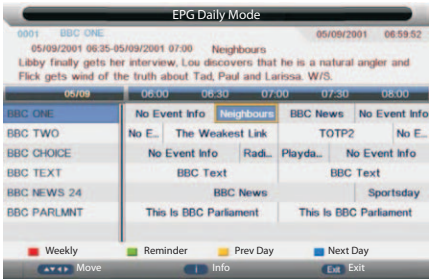 EPG Daily Mode
0001 BBC ONE 05/09/2001 06:59:52
05/09/2001 06:35-05/09/2001 07:00 Neighbours
Libby finally gets her interview, Lou discovers that he is a natural angler and
Flick gets wind of the truth about Tad, Paul and Larissa. W/S.
05/09 06:00 06:30 07:00 07:30 08:00
BBC ONE No Event Info Neighbours BBC News No Event Info
BBC TWO No E... The Weakest Link TOTP2 No E...
BBC CHOICE No Event Info Radi... Playda... No Event Info
BBC TEXT BBC Text BBC Text
BBC NEWS 24 BBC News Sportsday
BBC PARLMNT This Is BBC Parliament This Is BBC Parliament
Weekly Reminder Prev Day Next Day
Move i Info Exit Exit